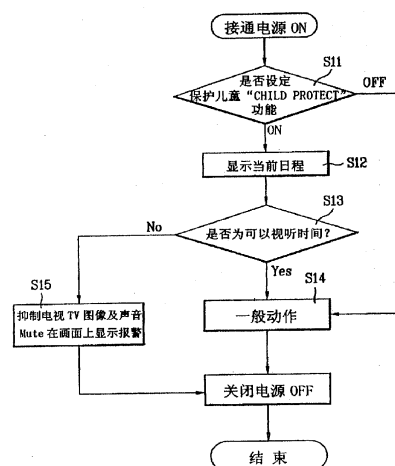 接通电源 ON
S11
是否设定
保护儿童“CHILD PROTECT”
功能
OFF
ON
显示当前日程
S12
S13
是否为可以视听时间?
No
Yes
S15
抑制电视 TV 图像及声音
Mute 在画面上显示报警
S14
一般动作
关闭电源 OFF
结 束